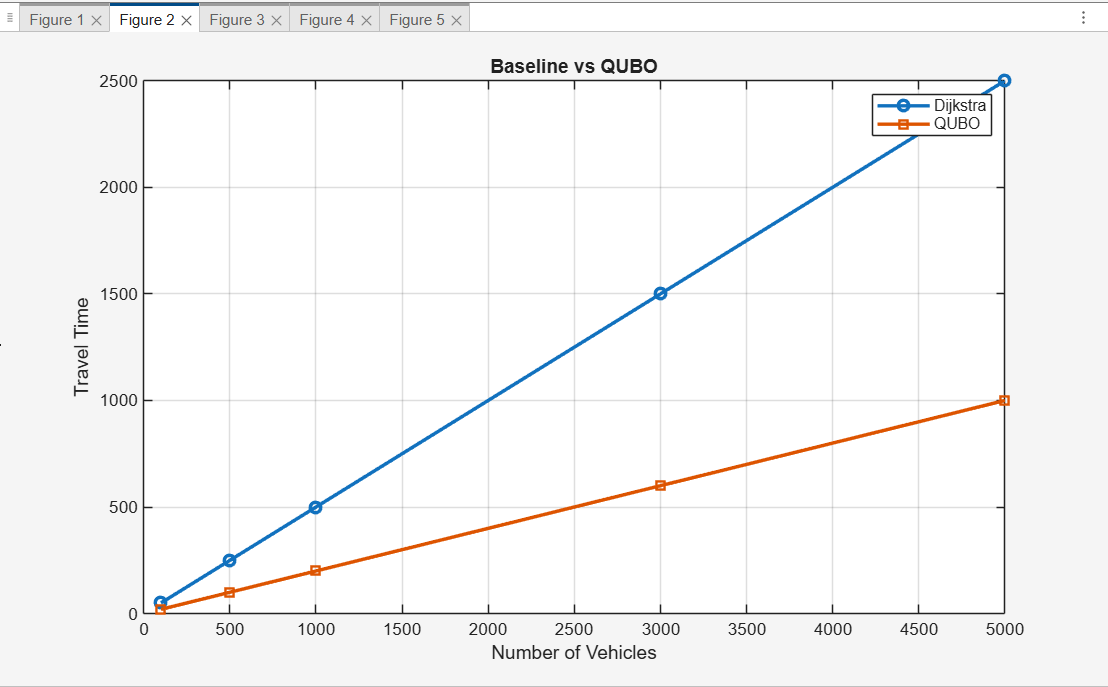 Figure 1 Figure 2 Figure 3 Figure 4 Figure 5
Baseline vs QUBO
Dijkstra
QUBO
2500
2000
1500
1000
500
0
Travel Time
0 500 1000 1500 2000 2500 3000 3500 4000 4500 5000
Number of Vehicles